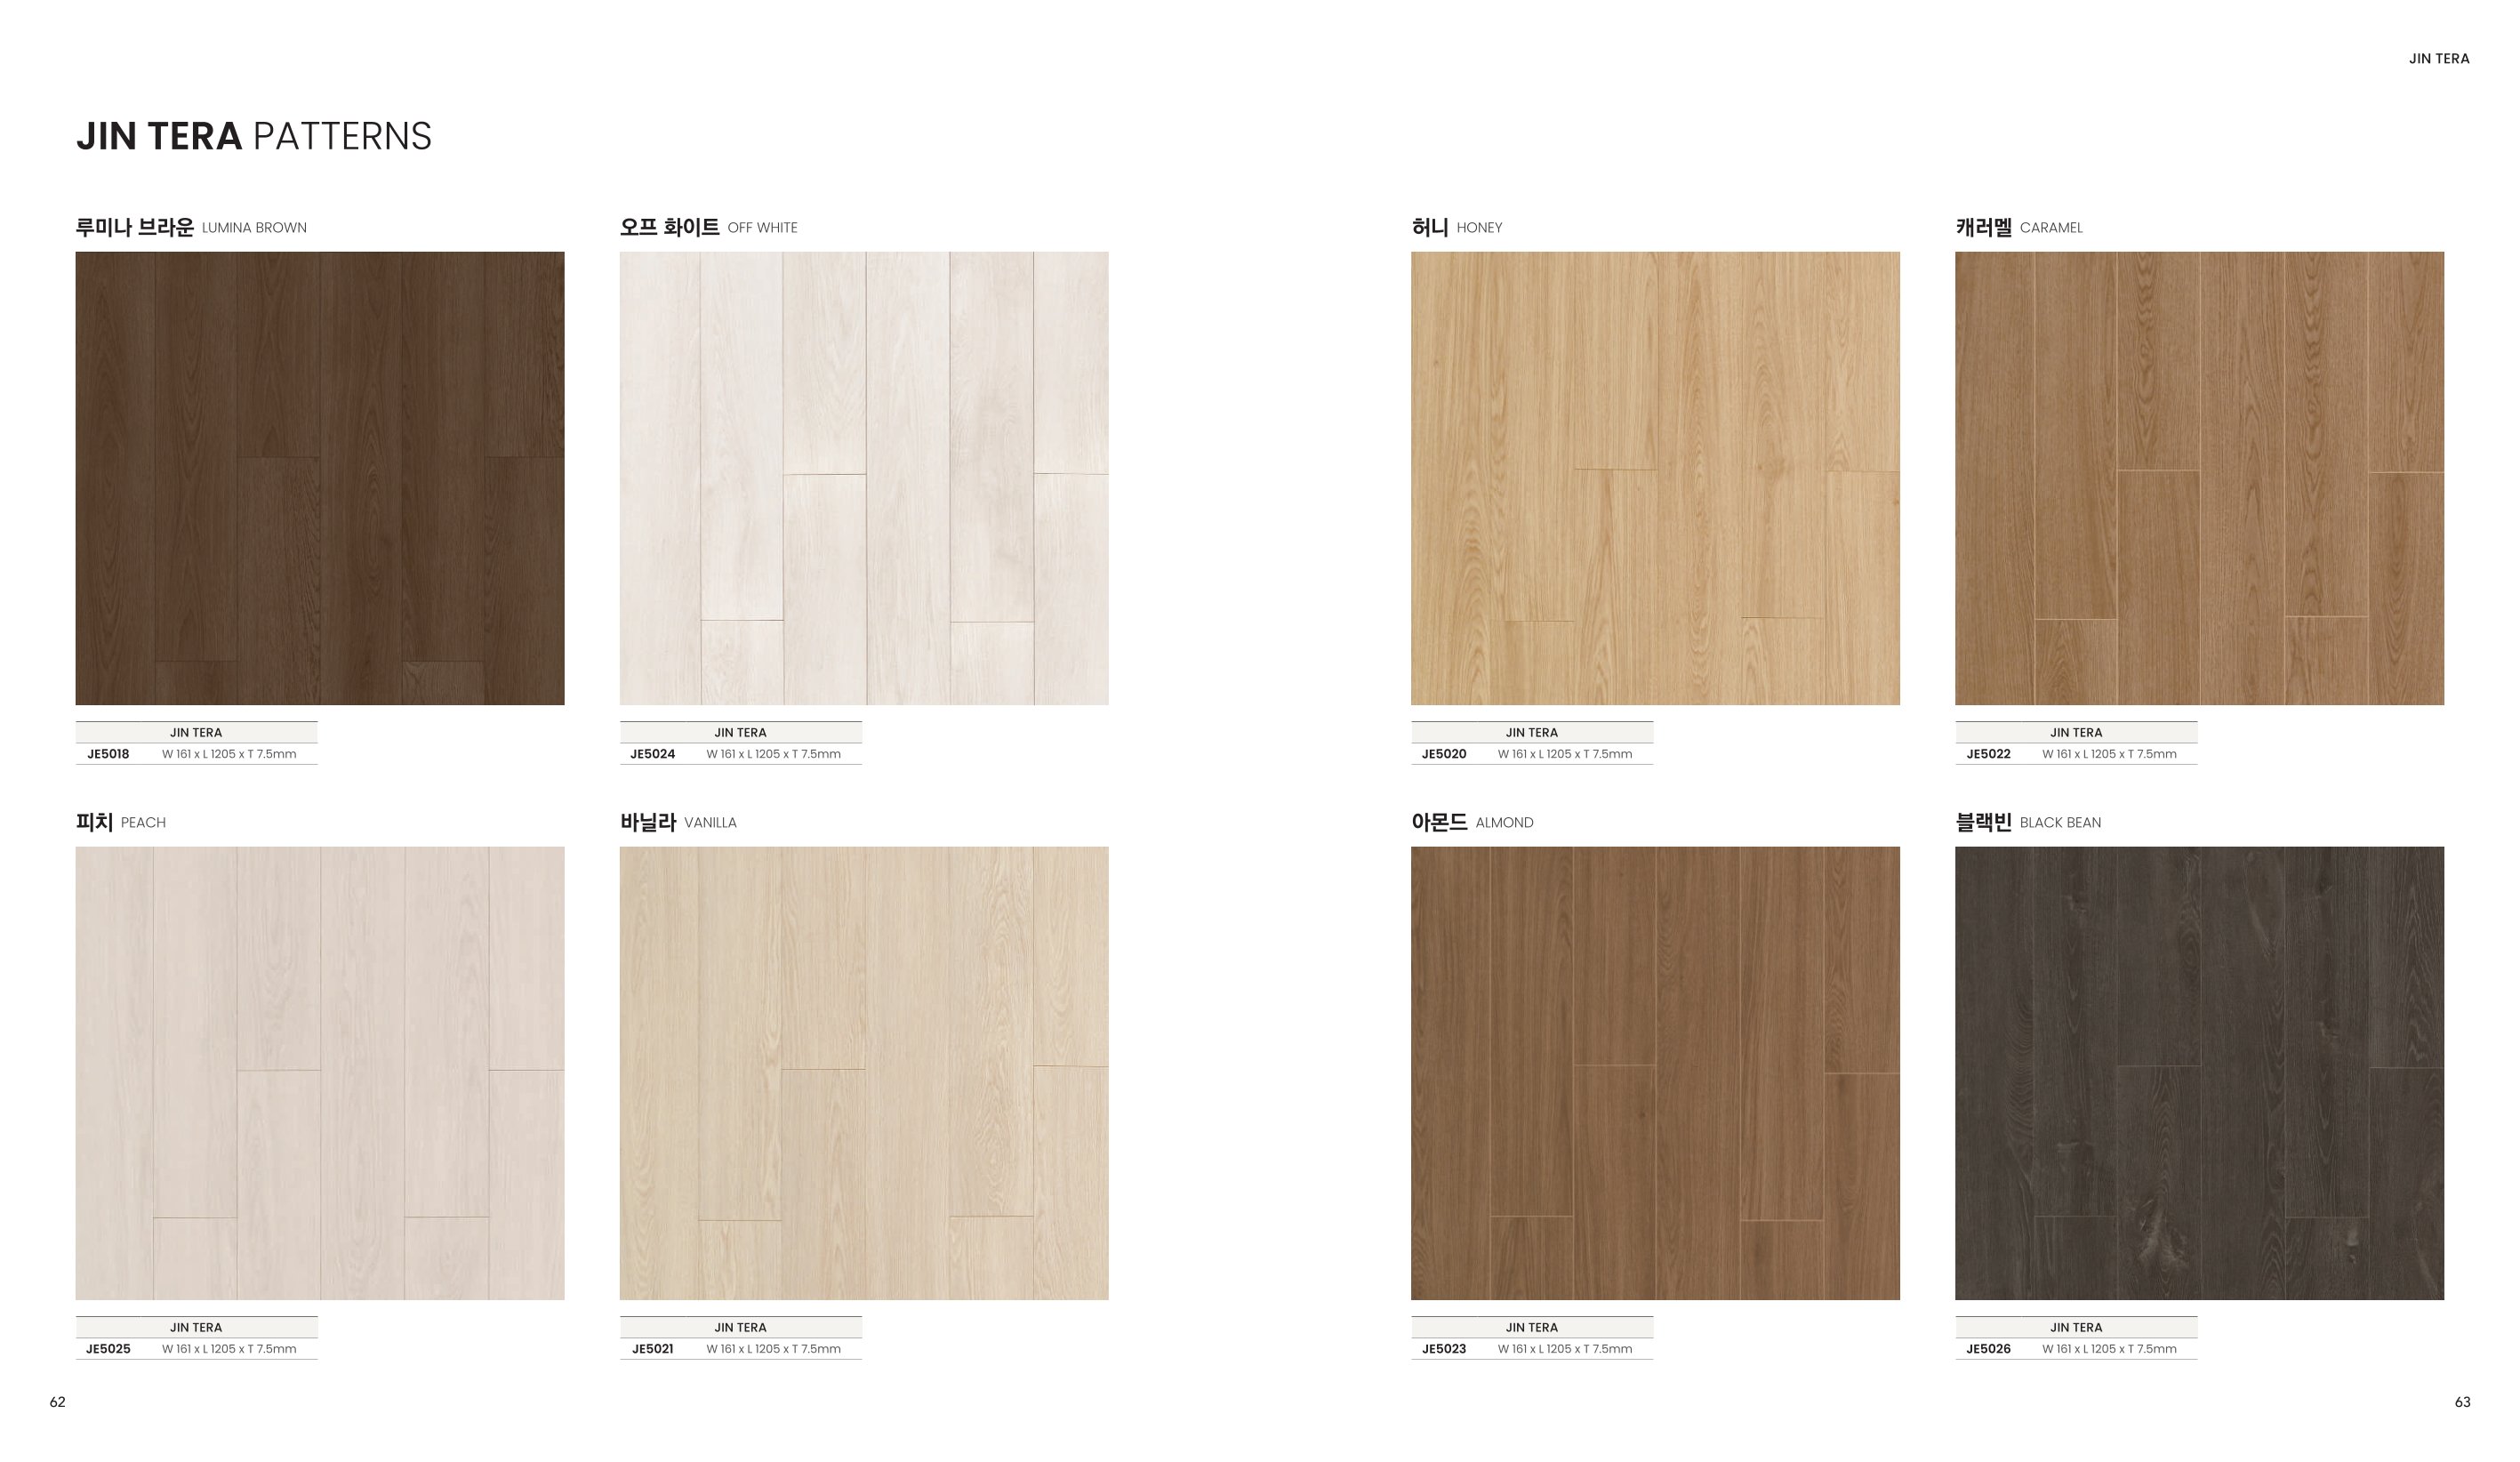 JIN TERA
JIN TERA PATTERNS
루미나 브라운 LUMINA BROWN
JIN TERA
JE5018 W 161 x L 1205 x T 7.5mm
오프 화이트 OFF WHITE
JIN TERA
JE5024 W 161 x L 1205 x T 7.5mm
허니 HONEY
JIN TERA
JE5020 W 161 x L 1205 x T 7.5mm
캐러멜 CARAMEL
JIN TERA
JE5022 W 161 x L 1205 x T 7.5mm
피치 PEACH
JIN TERA
JE5025 W 161 x L 1205 x T 7.5mm
바닐라 VANILLA
JIN TERA
JE5021 W 161 x L 1205 x T 7.5mm
아몬드 ALMOND
JIN TERA
JE5023 W 161 x L 1205 x T 7.5mm
블랙빈 BLACK BEAN
JIN TERA
JE5026 W 161 x L 1205 x T 7.5mm
62
63